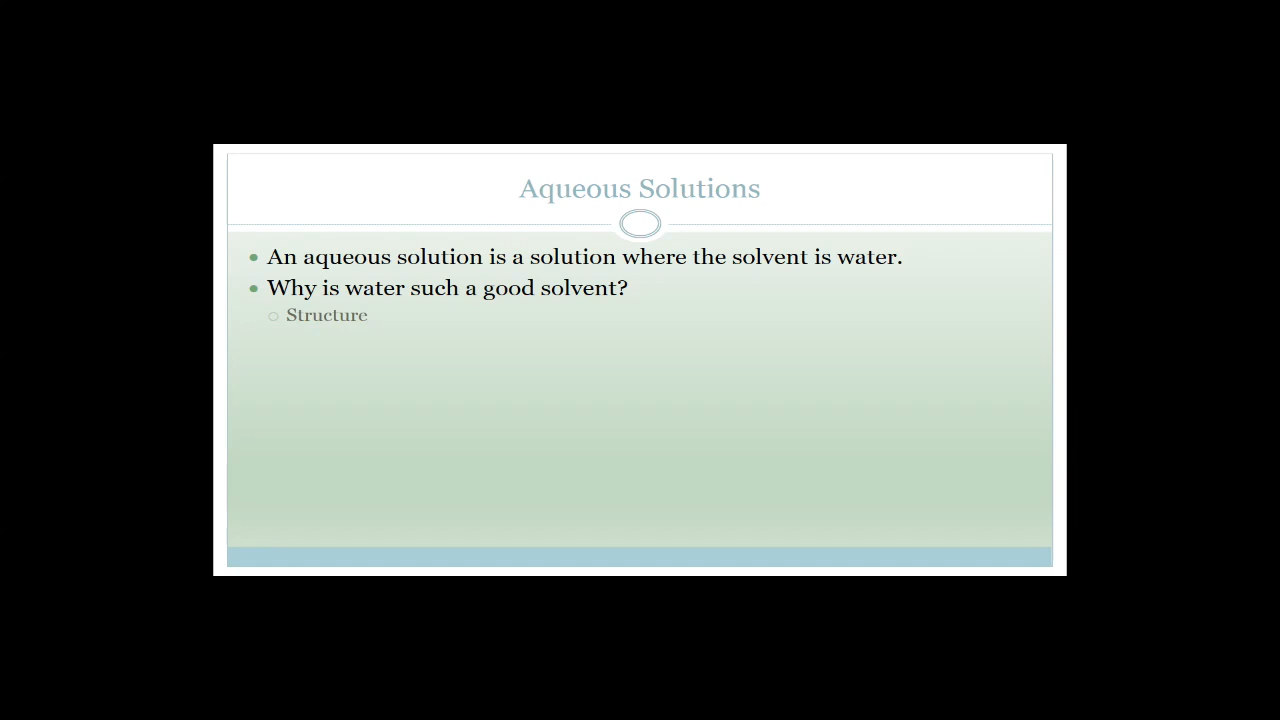 Aqueous Solutions
An aqueous solution is a solution where the solvent is water.
Why is water such a good solvent?
Structure